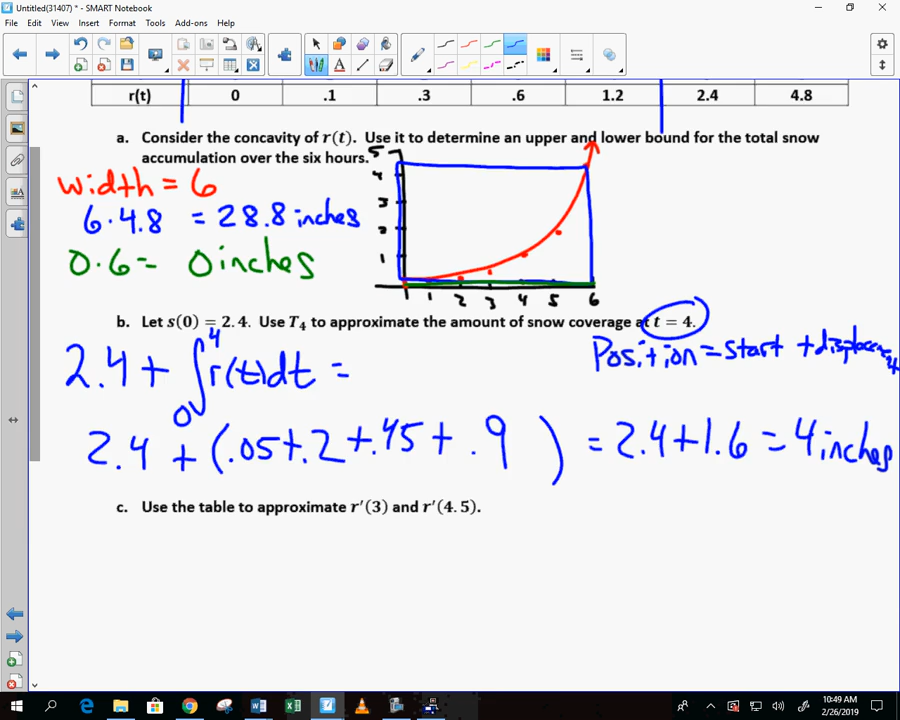 Untitled(31407) * - SMART Notebook
File Edit View Insert Format Tools Add-ons Help
r(t) 0 .1 .3 .6 1.2 2.4 4.8
a. Consider the concavity of r(t). Use it to determine an upper and lower bound for the total snow
accumulation over the six hours.
5
4
3
2
1
1 2 3 4 5 6
width = 6
6·4.8 = 28.8 inches
0·6 = 0 inches
b. Let s(0) = 2.4. Use T₄ to approximate the amount of snow coverage at t = 4.
Position = start +
2.4 + ∫₀⁴ r(t)dt =
2.4 + (.05+.2+.45+ .9 ) = 2.4+1.6 = 4 inches
c. Use the table to approximate r′(3) and r′(4.5).
10:49 AM
2/26/2019